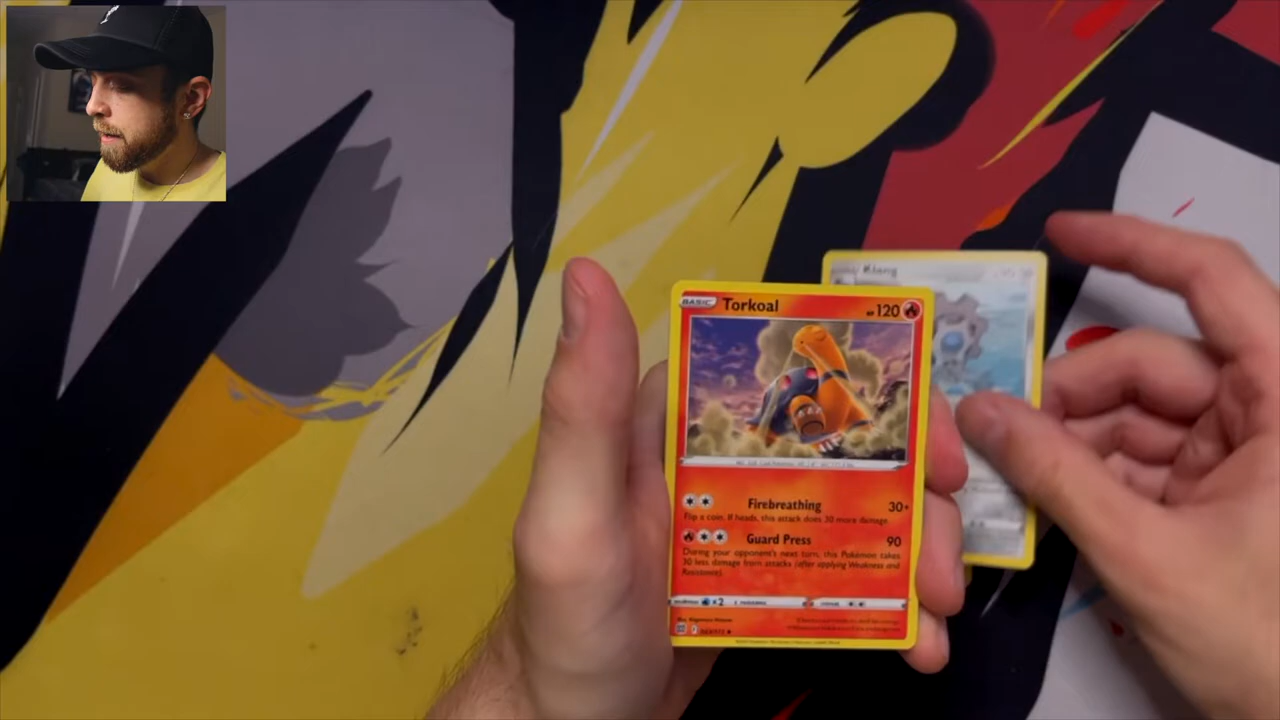 Klang
BASIC Torkoal HP 120
Firebreathing 30+
Flip a coin. If heads, this attack does 30 more damage.
Guard Press 90
During your opponent's next turn, this Pokémon takes
30 less damage from attacks (after applying Weakness and
Resistance).
×2